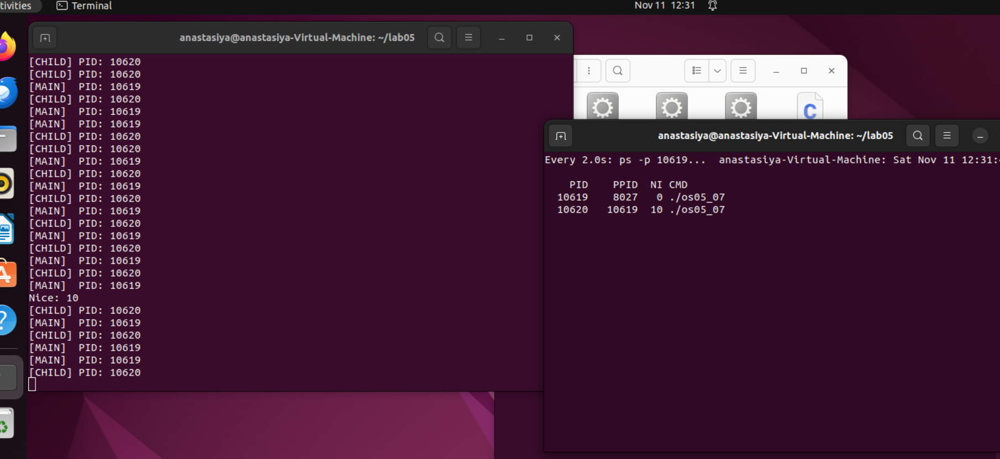 tivities
Terminal
Nov 11 12:31
anastasiya@anastasiya-Virtual-Machine: ~/lab05
[CHILD] PID: 10620
[CHILD] PID: 10620
[MAIN]  PID: 10619
[CHILD] PID: 10620
[MAIN]  PID: 10619
[MAIN]  PID: 10619
[CHILD] PID: 10620
[CHILD] PID: 10620
[MAIN]  PID: 10619
[CHILD] PID: 10620
[MAIN]  PID: 10619
[CHILD] PID: 10620
[MAIN]  PID: 10619
[CHILD] PID: 10620
[MAIN]  PID: 10619
[CHILD] PID: 10620
[MAIN]  PID: 10619
[CHILD] PID: 10620
[MAIN]  PID: 10619
Nice: 10
[CHILD] PID: 10620
[MAIN]  PID: 10619
[CHILD] PID: 10620
[MAIN]  PID: 10619
[MAIN]  PID: 10619
[CHILD] PID: 10620
C
anastasiya@anastasiya-Virtual-Machine: ~/lab05
Every 2.0s: ps -p 10619...  anastasiya-Virtual-Machine: Sat Nov 11 12:31:
PID    PPID  NI CMD
10619    8027   0 ./os05_07
10620   10619  10 ./os05_07